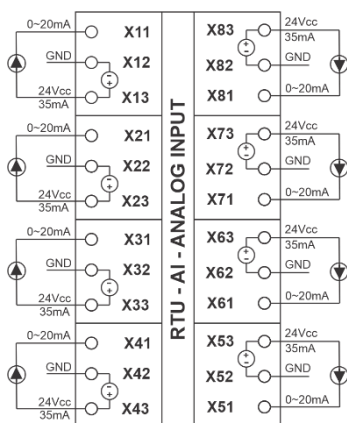 0~20mA X11
GND X12
24Vcc X13
35mA
0~20mA X21
GND X22
24Vcc X23
35mA
0~20mA X31
GND X32
24Vcc X33
35mA
0~20mA X41
GND X42
24Vcc X43
35mA
RTU - AI - ANALOG INPUT
X83 24Vcc
35mA
X82 GND
X81 0~20mA
X73 24Vcc
35mA
X72 GND
X71 0~20mA
X63 24Vcc
35mA
X62 GND
X61 0~20mA
X53 24Vcc
35mA
X52 GND
X51 0~20mA